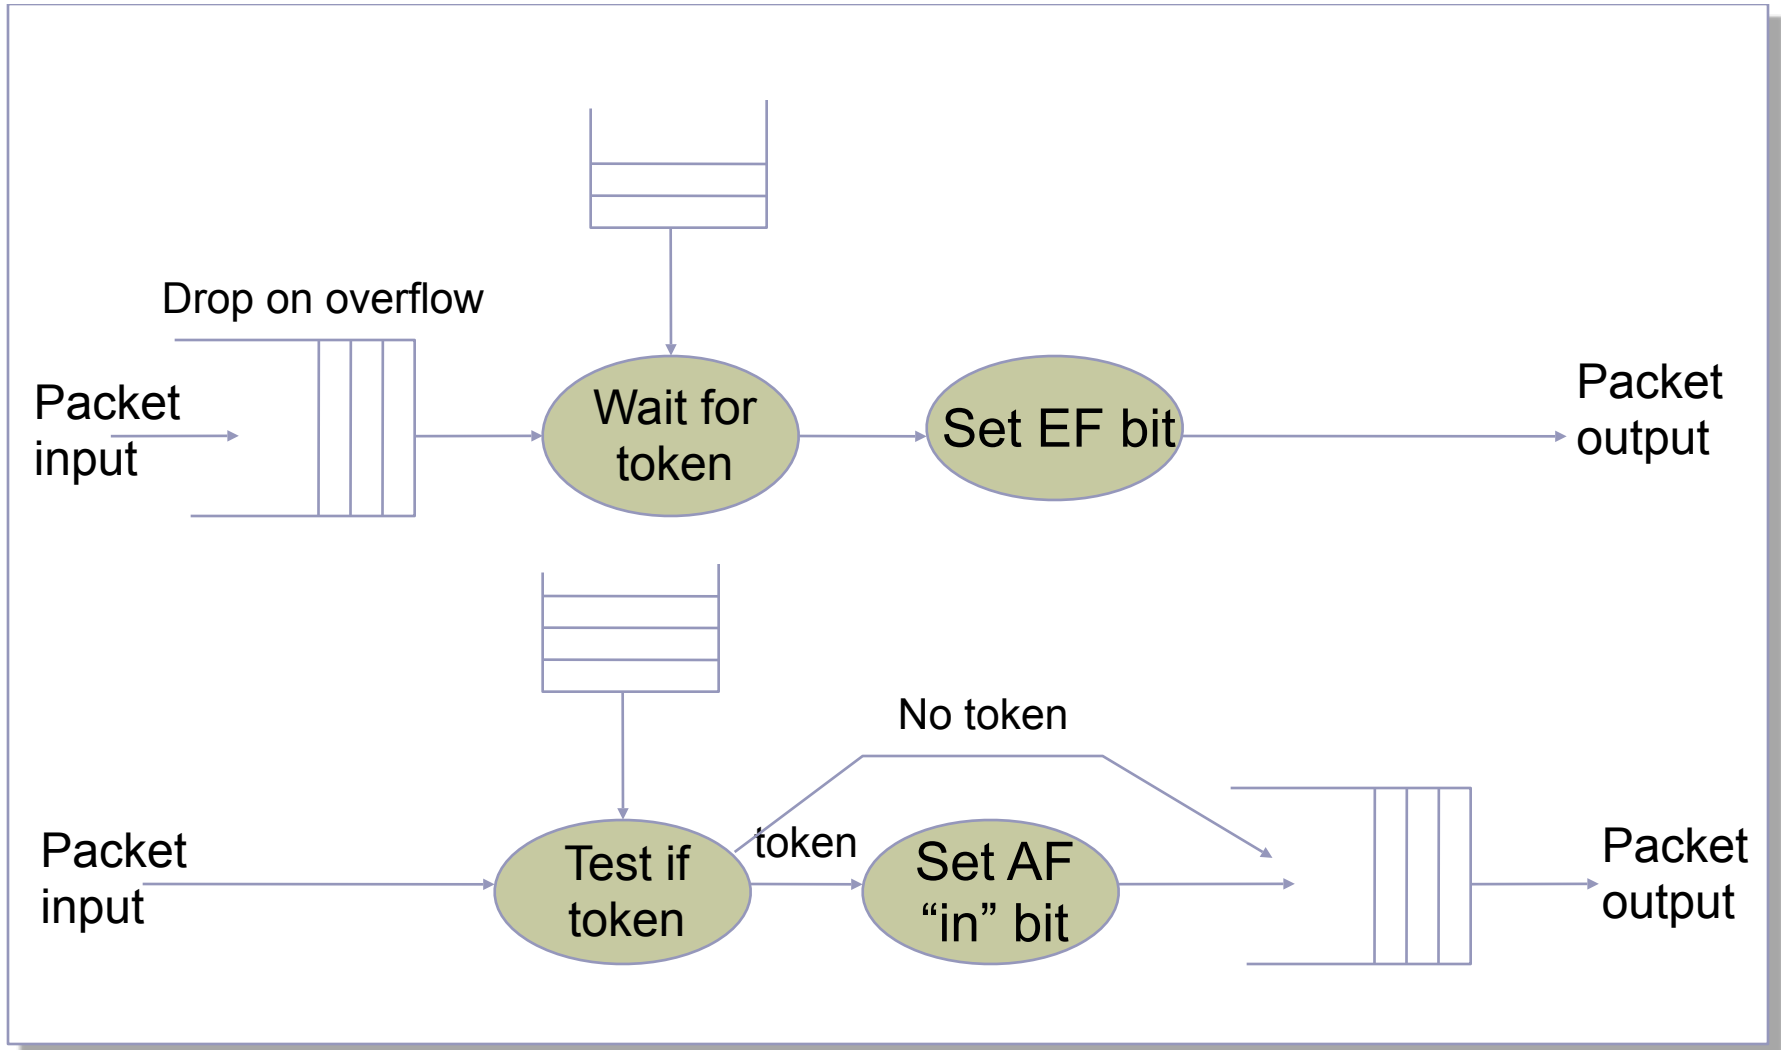 Drop on overflow
Packet
input
Wait for
token
Set EF bit
Packet
output
No token
Packet
input
Test if
token
token
Set AF
“in” bit
Packet
output